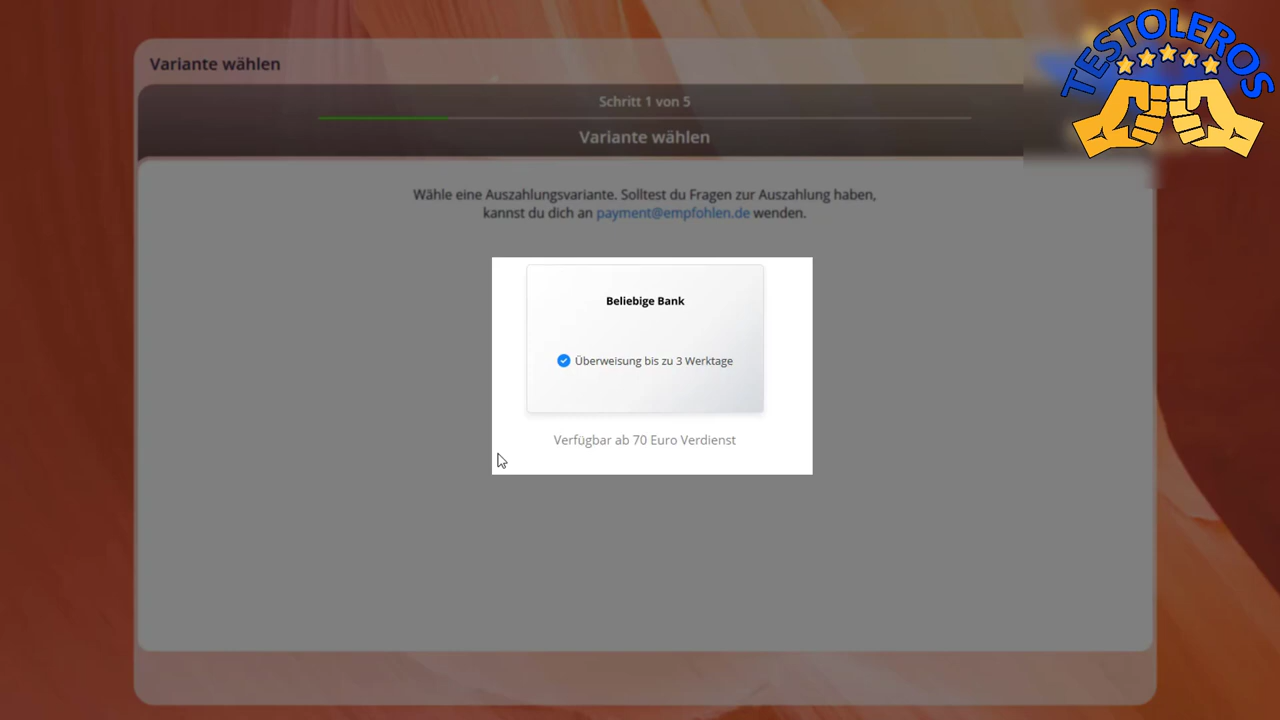 TESTOLEROS
Variante wählen
Schritt 1 von 5
Variante wählen
Wähle eine Auszahlungsvariante. Solltest du Fragen zur Auszahlung haben,
kannst du dich an payment@empfohlen.de wenden.
Beliebige Bank
Überweisung bis zu 3 Werktage
Verfügbar ab 70 Euro Verdienst